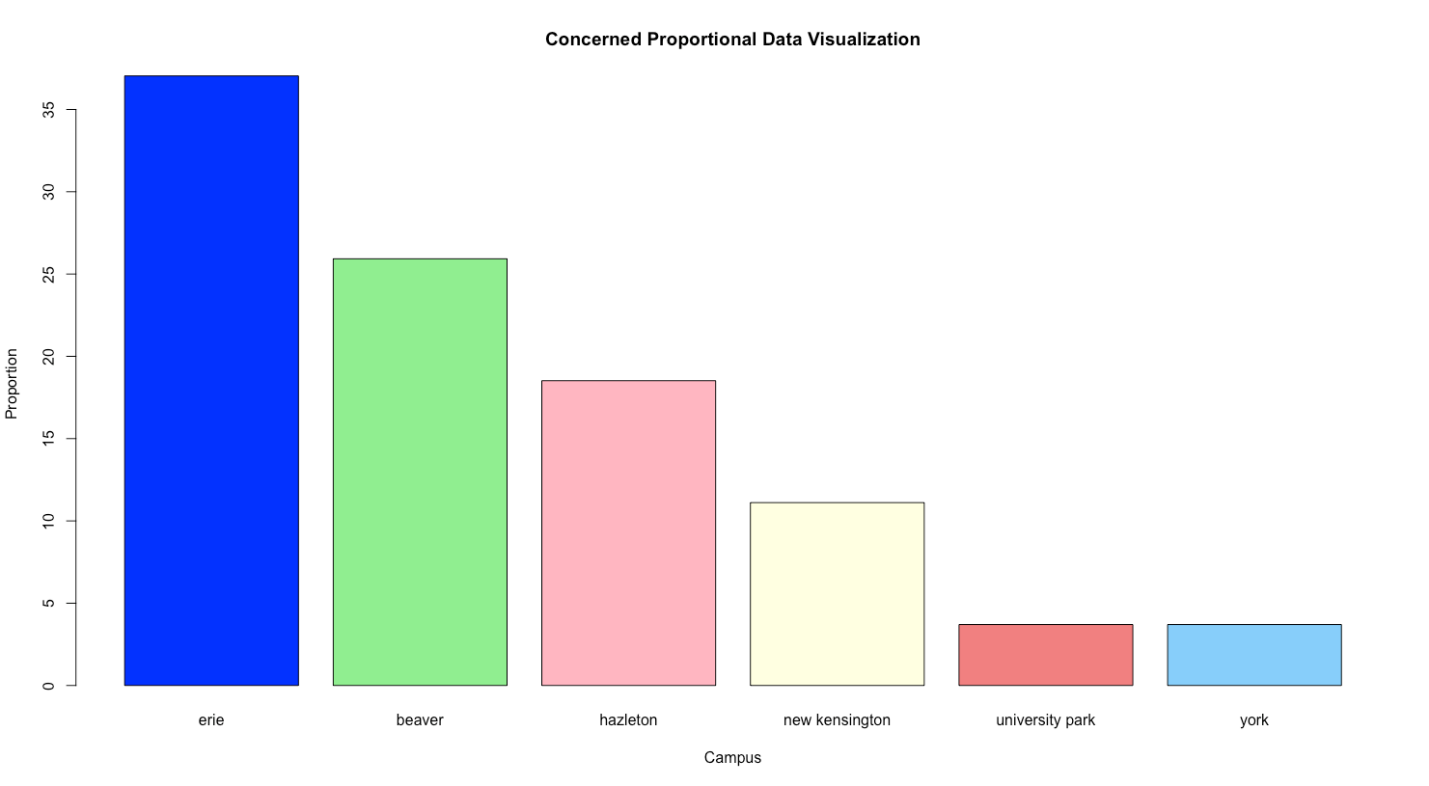 Concerned Proportional Data Visualization
Proportion
35
30
25
20
15
10
5
0
erie beaver hazleton new kensington university park york
Campus